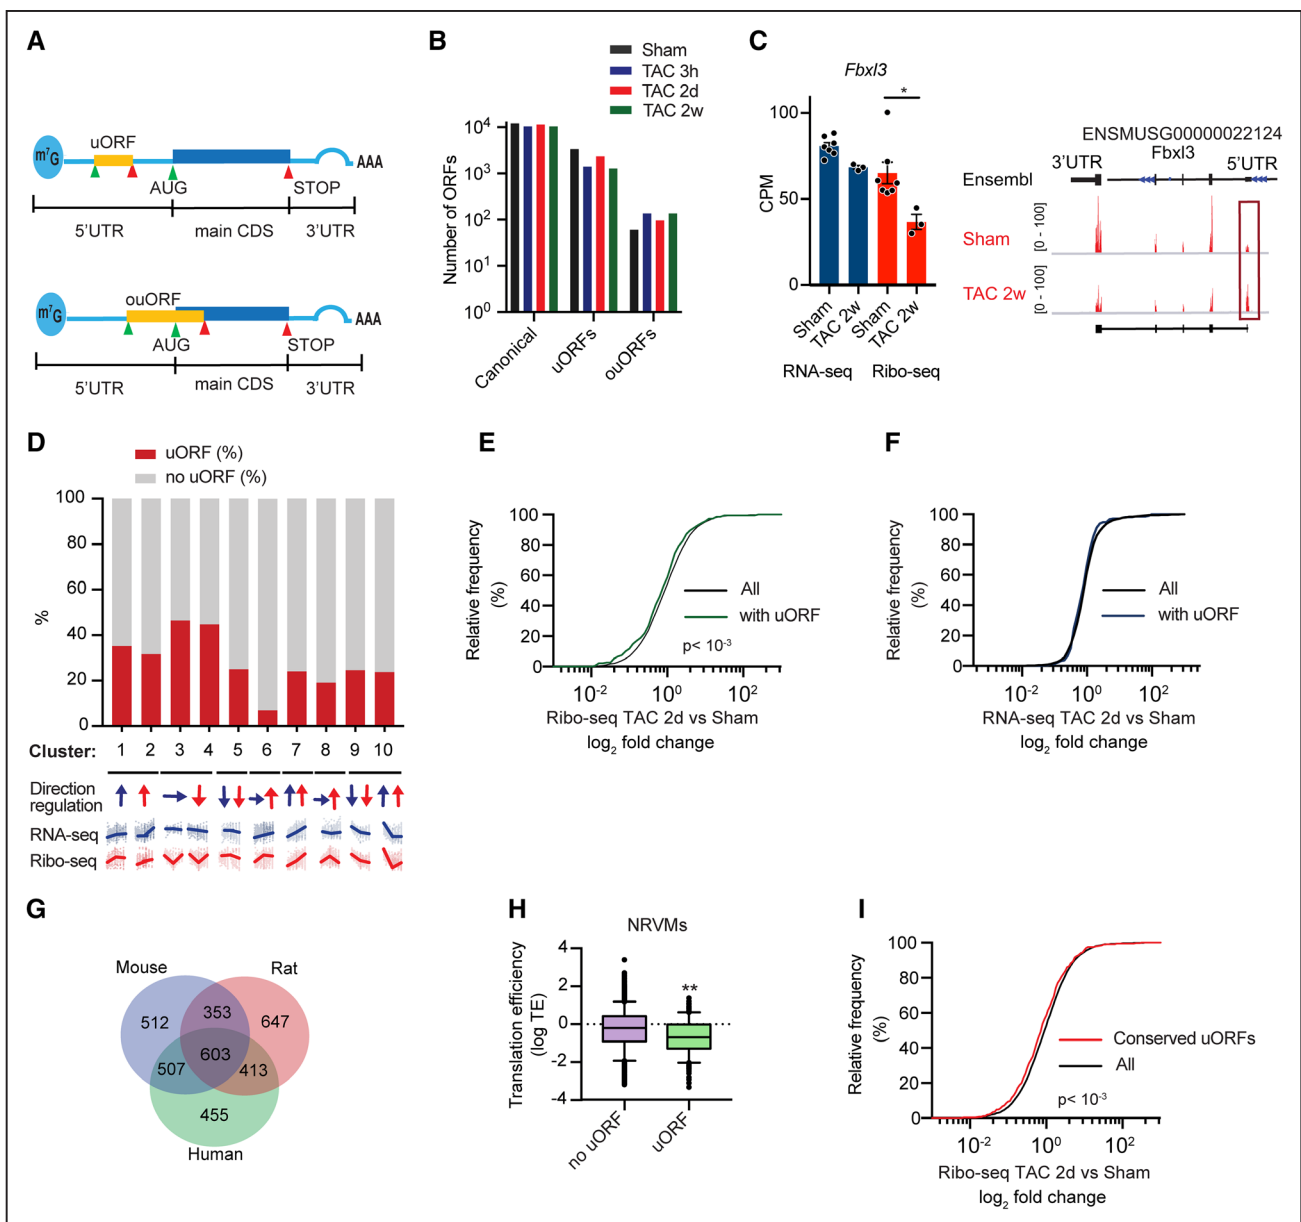 A
m7G
uORF
AUG
STOP
AAA
5'UTR
main CDS
3'UTR
m7G
ouORF
AUG
STOP
AAA
5'UTR
main CDS
3'UTR
B
Sham
TAC 3h
TAC 2d
TAC 2w
Number of ORFs
10^4
10^3
10^2
10^1
10^0
Canonical
uORFs
ouORFs
C
Fbxl3
*
CPM
100
50
0
Sham
TAC 2w
Sham
TAC 2w
RNA-seq
Ribo-seq
ENSMUSG00000022124
Fbxl3
3'UTR
5'UTR
Ensembl
Sham
[0 - 100]
TAC 2w
[0 - 100]
D
uORF (%)
no uORF (%)
%
100
80
60
40
20
0
Cluster: 1 2 3 4 5 6 7 8 9 10
Direction
regulation
RNA-seq
Ribo-seq
E
Relative frequency
(%)
100
80
60
40
20
0
All
with uORF
p< 10^-3
10^-2 10^0 10^2
Ribo-seq TAC 2d vs Sham
log2 fold change
F
Relative frequency
(%)
100
80
60
40
20
0
All
with uORF
10^-2 10^0 10^2
RNA-seq TAC 2d vs Sham
log2 fold change
G
Mouse
Rat
512
353
647
603
507
413
455
Human
H
NRVMs
Translation efficiency
(log TE)
4
2
0
-2
-4
**
no uORF
uORF
I
Relative frequency
(%)
100
80
60
40
20
0
Conserved uORFs
All
p< 10^-3
10^-2 10^0 10^2
Ribo-seq TAC 2d vs Sham
log2 fold change